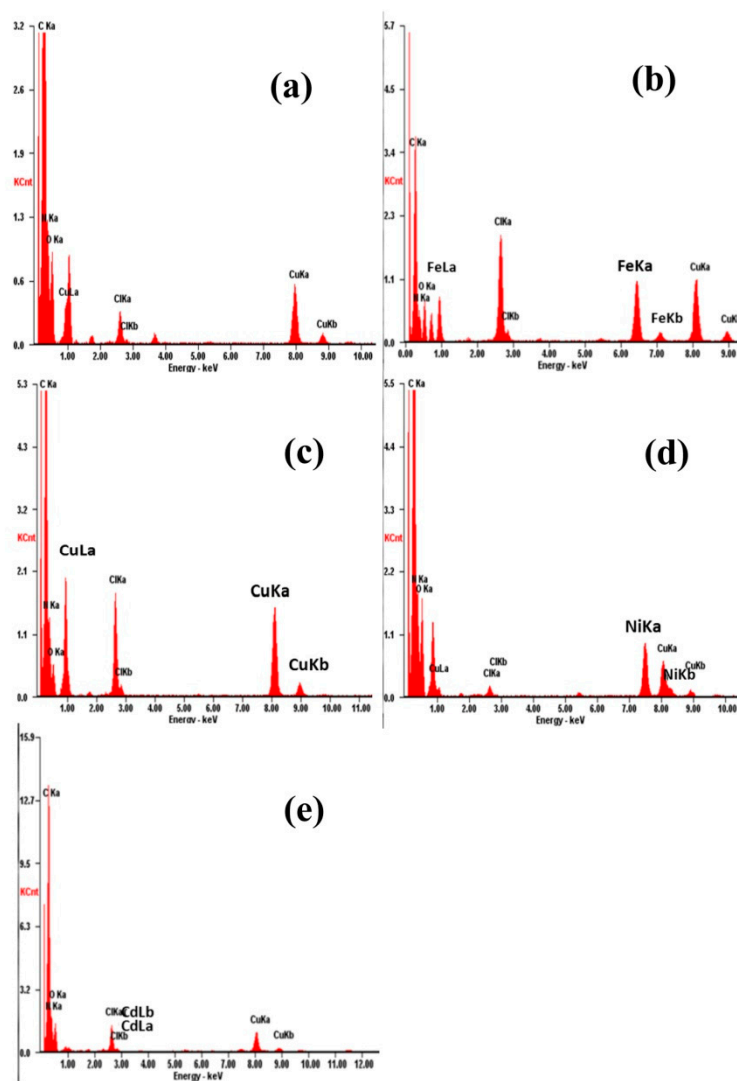 (a)
3.2
2.6
1.9
KCnt
1.3
0.6
0.0
C Ka
N Ka
O Ka
CuLa
ClKa
ClKb
CuKa
CuKb
1.00 2.00 3.00 4.00 5.00 6.00 7.00 8.00 9.00 10.00
Energy - keV
(b)
5.7
4.5
3.4
KCnt
2.3
1.1
0.0
C Ka
O Ka
N Ka
FeLa
ClKa
ClKb
FeKa
FeKb
CuKa
CuK
0.00 1.00 2.00 3.00 4.00 5.00 6.00 7.00 8.00 9.00
Energy - keV
(c)
5.3
4.3
3.2
KCnt
2.1
1.1
0.0
C Ka
N Ka
O Ka
CuLa
ClKa
ClKb
CuKa
CuKb
1.00 2.00 3.00 4.00 5.00 6.00 7.00 8.00 9.00 10.00 11.00
Energy - keV
(d)
5.5
4.4
3.3
KCnt
2.2
1.1
0.0
C Ka
N Ka
O Ka
CuLa
ClKb
ClKa
NiKa
CuKa
NiKb
CuKb
1.00 2.00 3.00 4.00 5.00 6.00 7.00 8.00 9.00 10.00
Energy - keV
(e)
15.9
12.7
9.5
KCnt
6.3
3.2
0.0
C Ka
O Ka
N Ka
ClKa
CdLb
CdLa
ClKb
CuKa
CuKb
1.00 2.00 3.00 4.00 5.00 6.00 7.00 8.00 9.00 10.00 11.00 12.00
Energy - keV